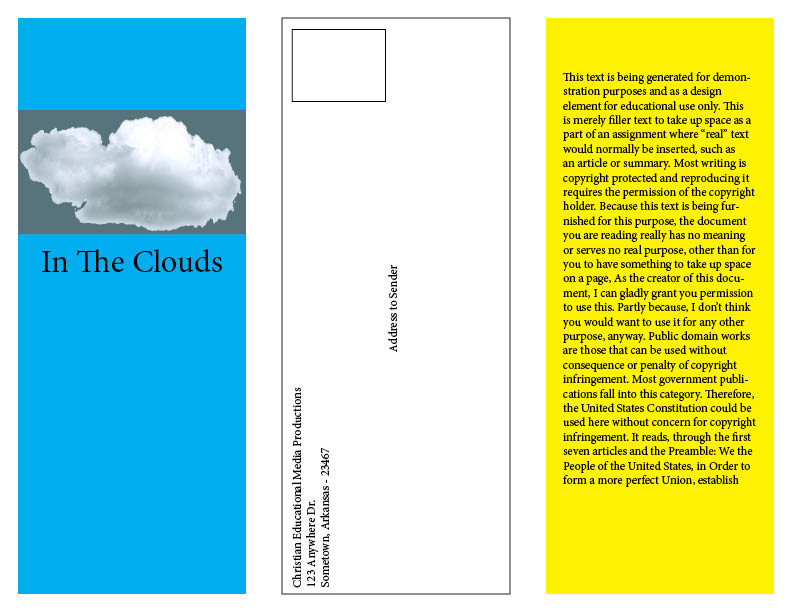 In The Clouds
Christian Educational Media Productions
123 Anywhere Dr.
Sometown, Arkansas - 23467
Address to Sender
This text is being generated for demon-
stration purposes and as a design
element for educational use only. This
is merely filler text to take up space as a
part of an assignment where “real” text
would normally be inserted, such as
an article or summary. Most writing is
copyright protected and reproducing it
requires the permission of the copyright
holder. Because this text is being fur-
nished for this purpose, the document
you are reading really has no meaning
or serves no real purpose, other than for
you to have something to take up space
on a page, As the creator of this docu-
ment, I can gladly grant you permission
to use this. Partly because, I don’t think
you would want to use it for any other
purpose, anyway. Public domain works
are those that can be used without
consequence or penalty of copyright
infringement. Most government publi-
cations fall into this category. Therefore,
the United States Constitution could be
used here without concern for copyright
infringement. It reads, through the first
seven articles and the Preamble: We the
People of the United States, in Order to
form a more perfect Union, establish